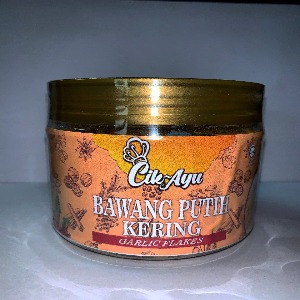 Cik Ayu
BAWANG PUTIH
KERING
GARLIC FLAKES